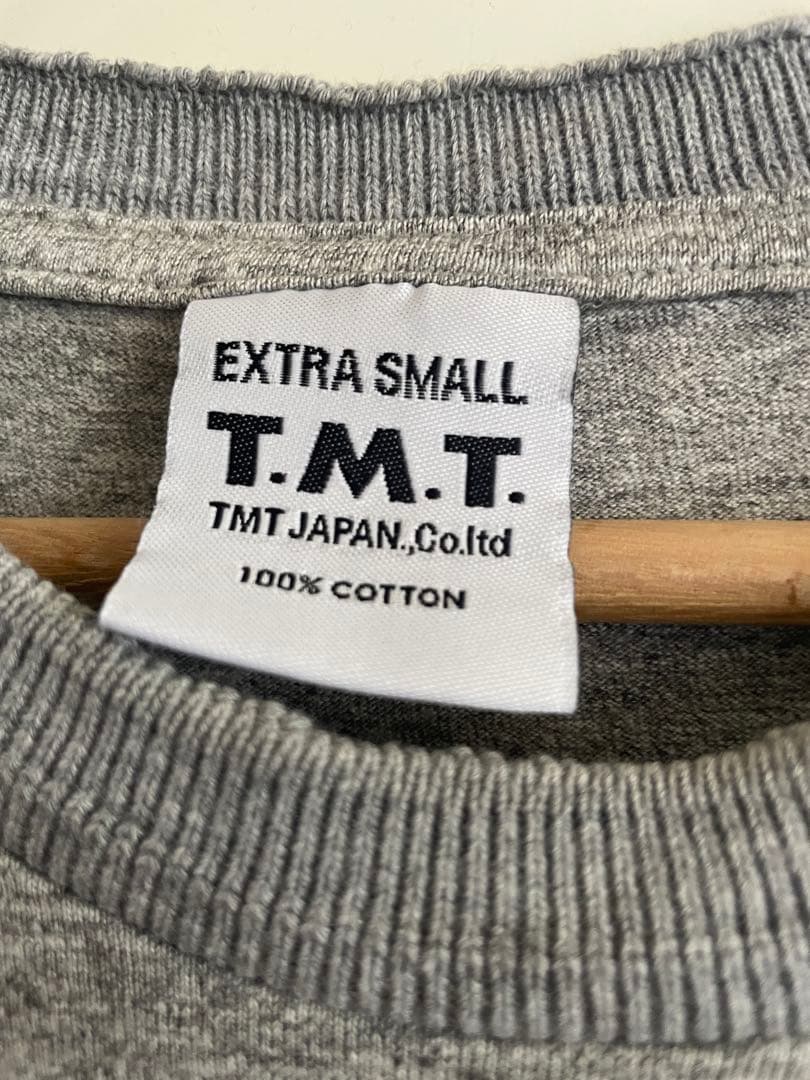 EXTRA SMALL
T.M.T.
TMT JAPAN.,Co.ltd
100% COTTON